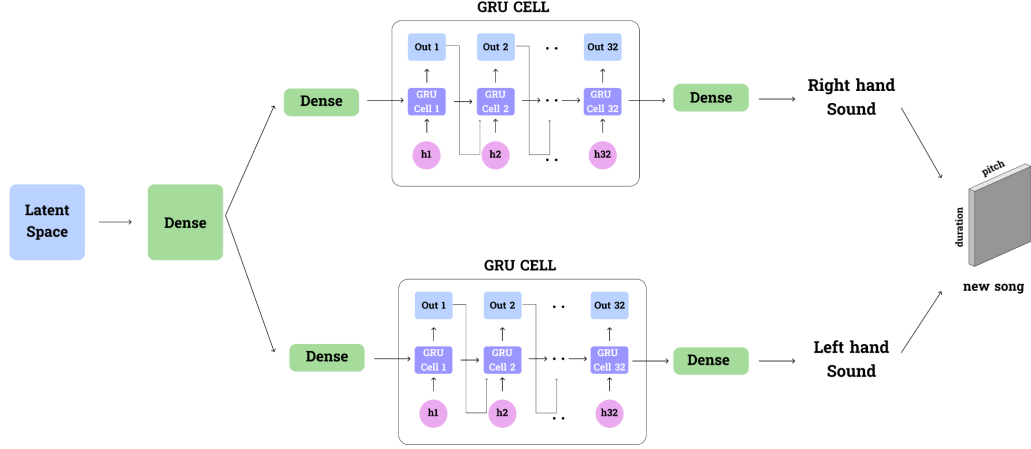 GRU CELL
Out 1
Out 2
Out 32
GRU
Cell 1
GRU
Cell 2
GRU
Cell 32
h1
h2
h32
Dense
Dense
Right hand
Sound
Latent
Space
Dense
pitch
duration
new song
GRU CELL
Out 1
Out 2
Out 32
GRU
Cell 1
GRU
Cell 2
GRU
Cell 32
h1
h2
h32
Dense
Dense
Left hand
Sound